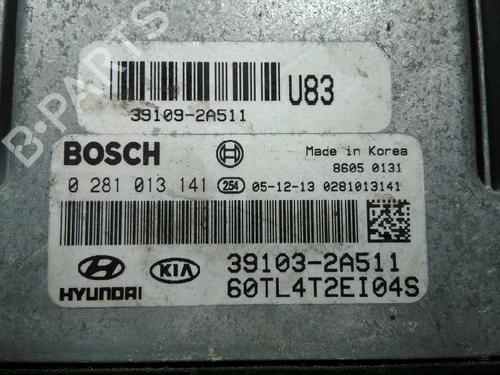 U83
39109-2A511
BOSCH
Made in Korea
8605 0131
0 281 013 141 254 05-12-13 0281013141
HYUNDAI KIA 39103-2A511
60TL4T2EI04S
B-PARTS